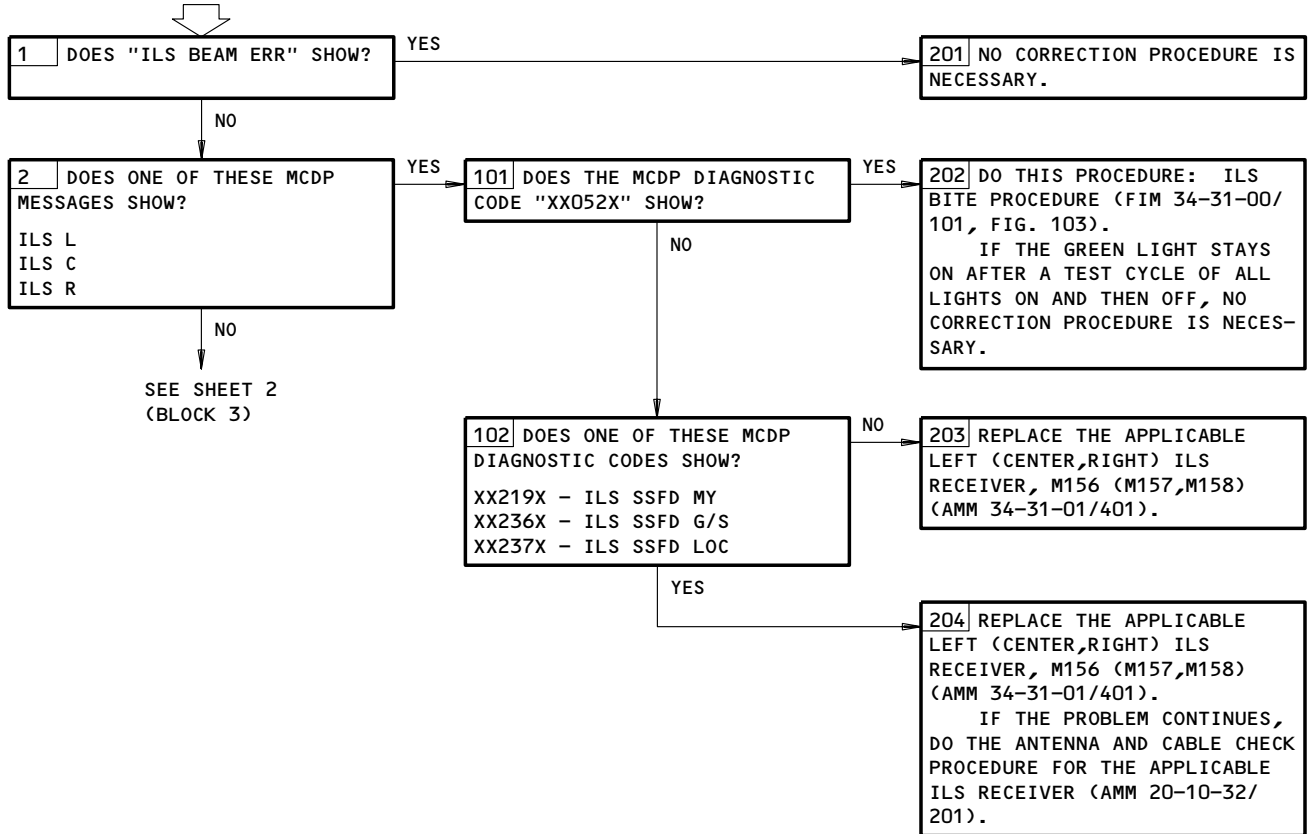 1 DOES "ILS BEAM ERR" SHOW?
YES
201 NO CORRECTION PROCEDURE IS
NECESSARY.
NO
2 DOES ONE OF THESE MCDP
MESSAGES SHOW?
ILS L
ILS C
ILS R
YES
101 DOES THE MCDP DIAGNOSTIC
CODE "XX052X" SHOW?
YES
202 DO THIS PROCEDURE: ILS
BITE PROCEDURE (FIM 34-31-00/
101, FIG. 103).
IF THE GREEN LIGHT STAYS
ON AFTER A TEST CYCLE OF ALL
LIGHTS ON AND THEN OFF, NO
CORRECTION PROCEDURE IS NECES-
SARY.
NO
NO
SEE SHEET 2
(BLOCK 3)
102 DOES ONE OF THESE MCDP
DIAGNOSTIC CODES SHOW?
XX219X - ILS SSFD MY
XX236X - ILS SSFD G/S
XX237X - ILS SSFD LOC
NO
203 REPLACE THE APPLICABLE
LEFT (CENTER,RIGHT) ILS
RECEIVER, M156 (M157,M158)
(AMM 34-31-01/401).
YES
204 REPLACE THE APPLICABLE
LEFT (CENTER,RIGHT) ILS
RECEIVER, M156 (M157,M158)
(AMM 34-31-01/401).
IF THE PROBLEM CONTINUES,
DO THE ANTENNA AND CABLE CHECK
PROCEDURE FOR THE APPLICABLE
ILS RECEIVER (AMM 20-10-32/
201).